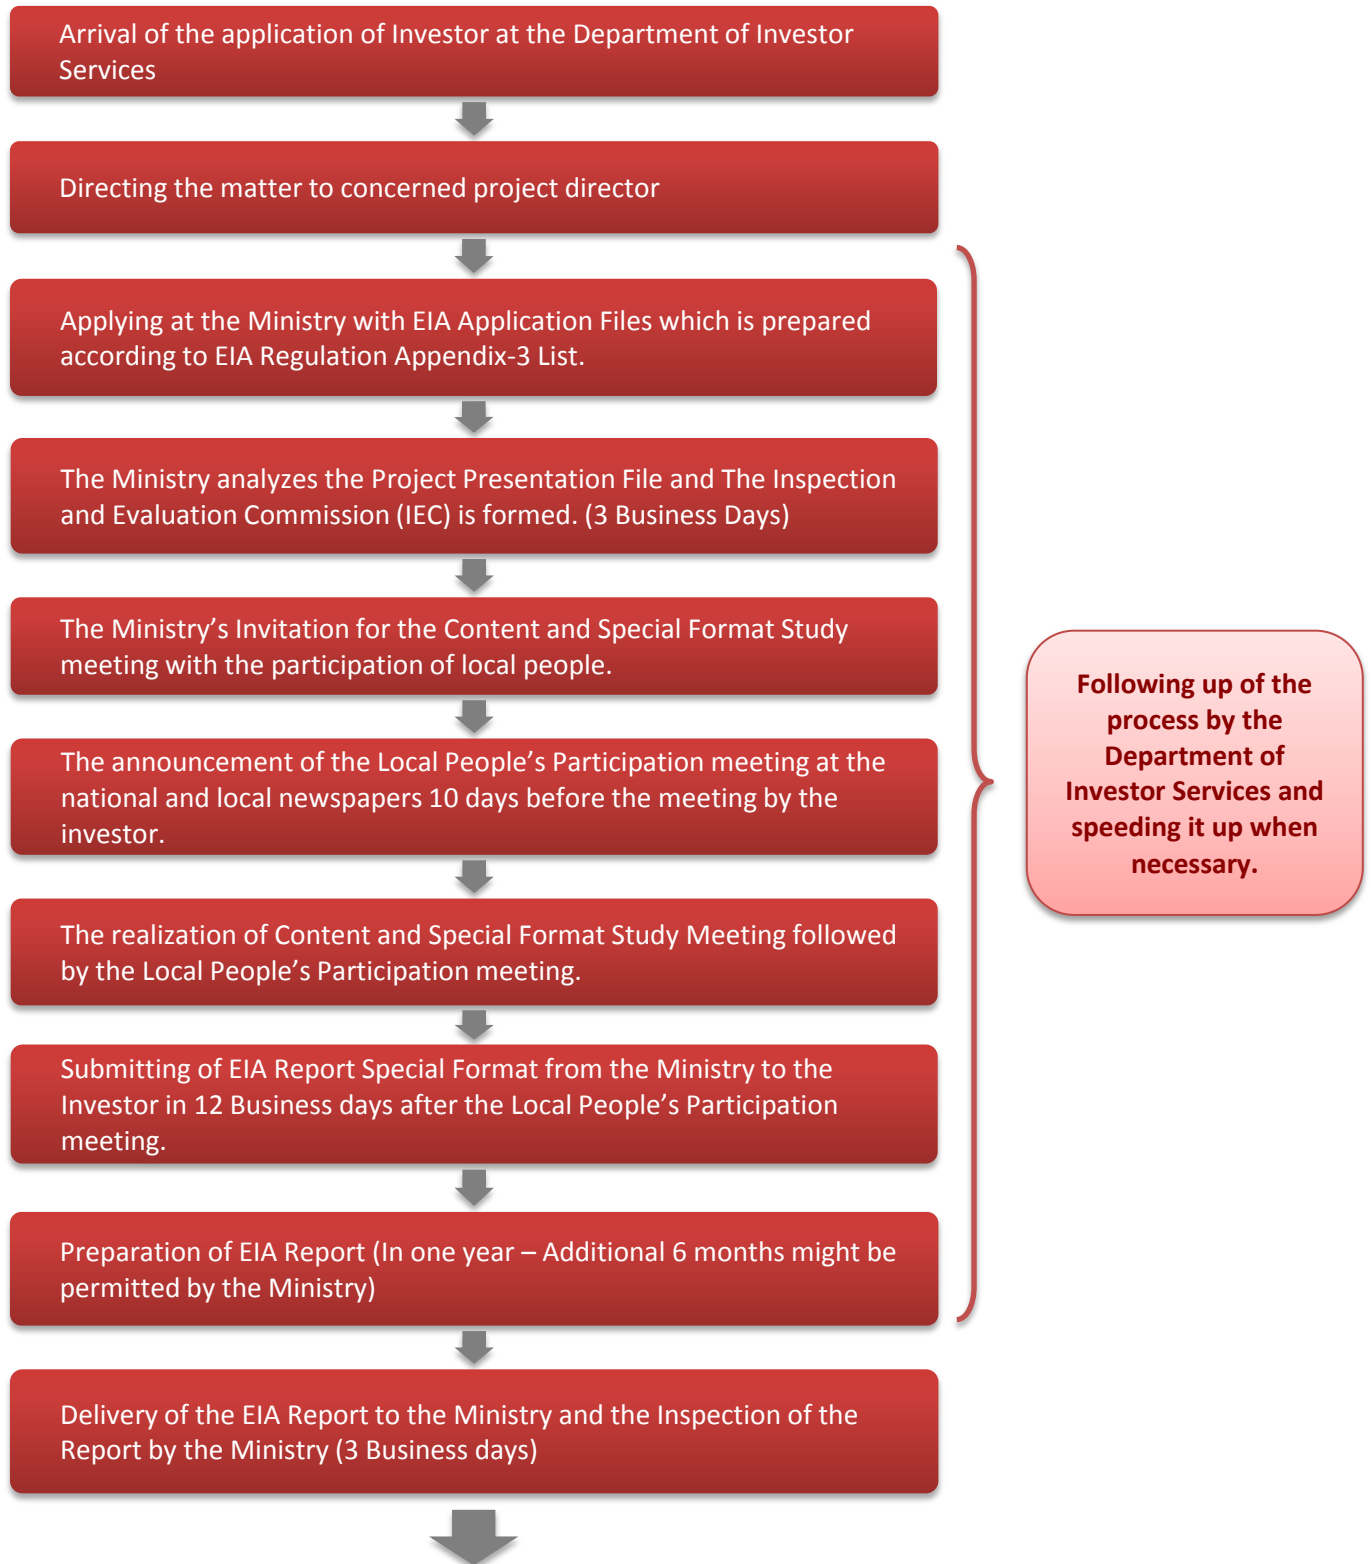 Arrival of the application of Investor at the Department of Investor
Services
Directing the matter to concerned project director
Applying at the Ministry with EIA Application Files which is prepared
according to EIA Regulation Appendix-3 List.
The Ministry analyzes the Project Presentation File and The Inspection
and Evaluation Commission (IEC) is formed. (3 Business Days)
The Ministry’s Invitation for the Content and Special Format Study
meeting with the participation of local people.
The announcement of the Local People’s Participation meeting at the
national and local newspapers 10 days before the meeting by the
investor.
The realization of Content and Special Format Study Meeting followed
by the Local People’s Participation meeting.
Submitting of EIA Report Special Format from the Ministry to the
Investor in 12 Business days after the Local People’s Participation
meeting.
Preparation of EIA Report (In one year – Additional 6 months might be
permitted by the Ministry)
Delivery of the EIA Report to the Ministry and the Inspection of the
Report by the Ministry (3 Business days)
Following up of the
process by the
Department of
Investor Services and
speeding it up when
necessary.